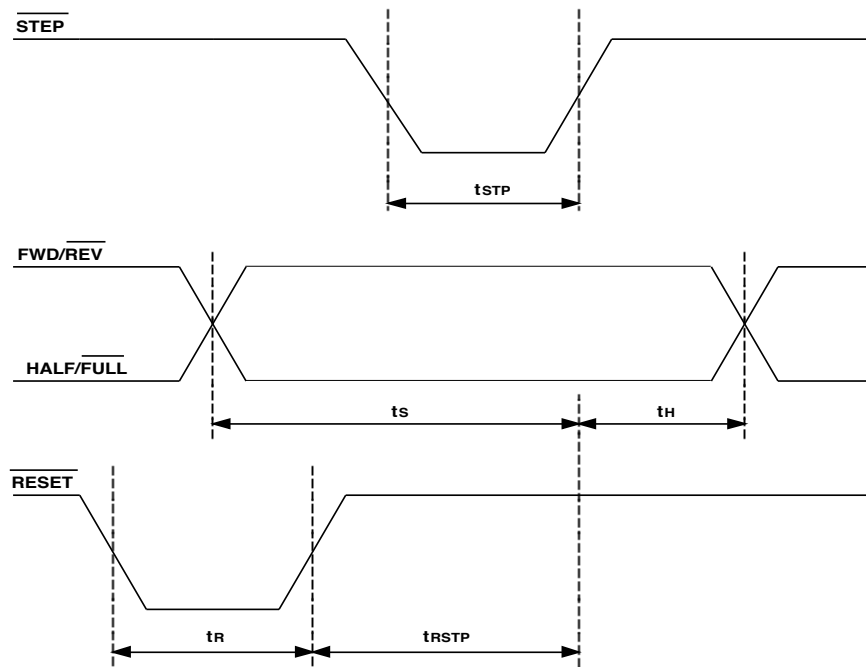 STEP
tSTP
FWD/REV
HALF/FULL
tS
tH
RESET
tR
tRSTP